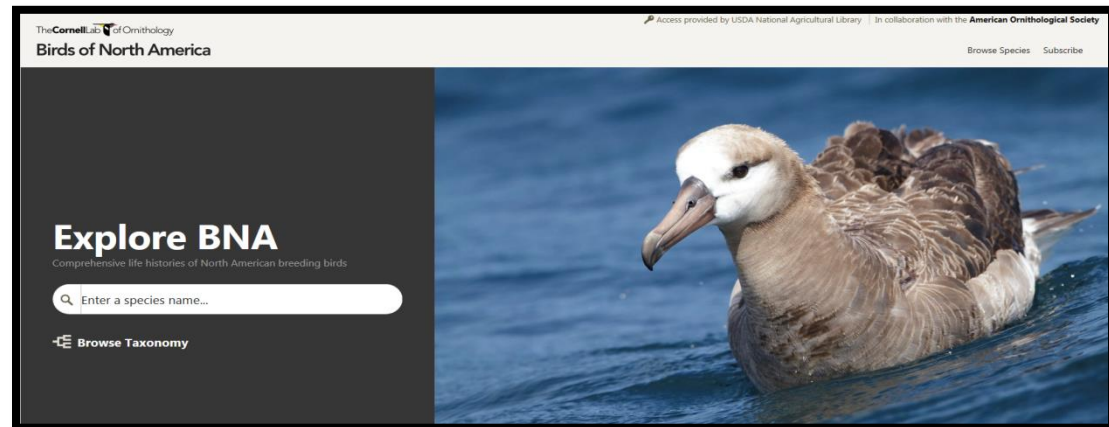 Access provided by USDA National Agricultural Library | In collaboration with the American Ornithological Society
TheCornellLab of Ornithology
Birds of North America
Browse Species Subscribe
Explore BNA
Comprehensive life histories of North American breeding birds
Enter a species name...
Browse Taxonomy